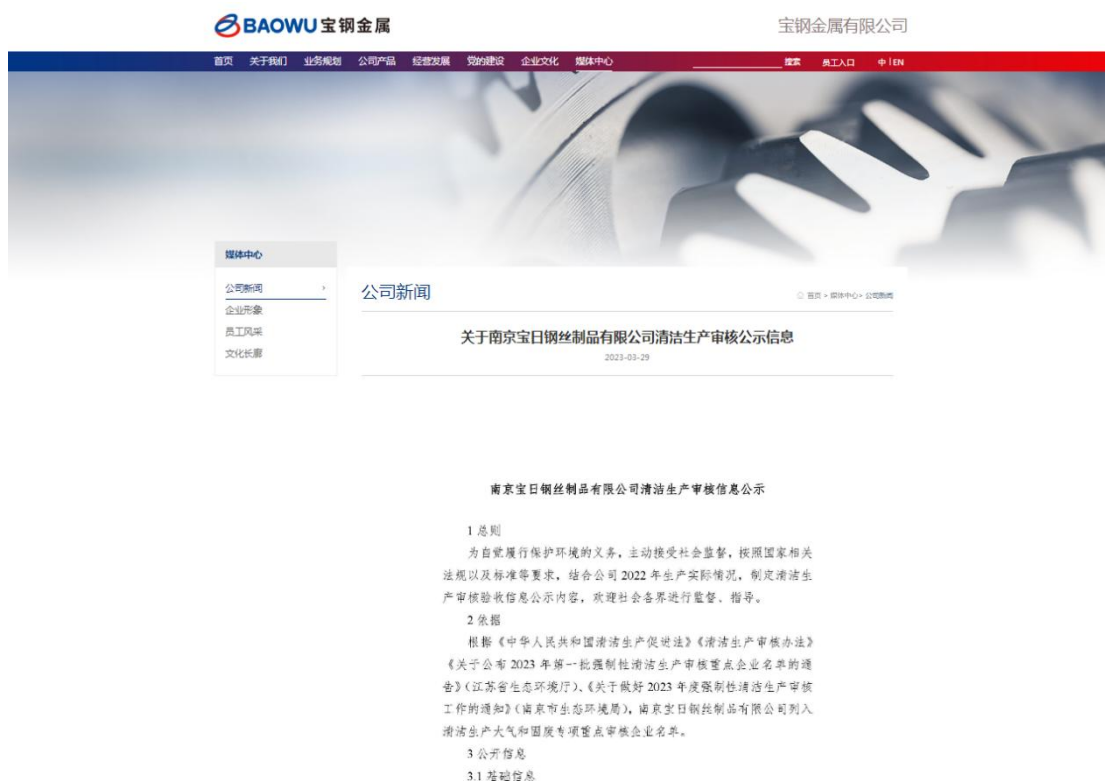 BAOWU宝钢金属
宝钢金属有限公司
首页 关于我们 业务规划 公司产品 经营发展 党的建设 企业文化 媒体中心 搜索 员工入口 中 | EN
媒体中心
公司新闻 >
企业形象
员工风采
文化长廊
公司新闻
首页 > 媒体中心 > 公司新闻
关于南京宝日钢丝制品有限公司清洁生产审核公示信息
2023-03-29
南京宝日钢丝制品有限公司清洁生产审核信息公示
1 总则
为自觉履行保护环境的义务，主动接受社会监督，按照国家相关
法规以及标准等要求，结合公司 2022 年生产实际情况，制定清洁生
产审核验收信息公示内容，欢迎社会各界进行监督、指导。
2 依据
根据《中华人民共和国清洁生产促进法》《清洁生产审核办法》
《关于公布 2023 年第一批强制性清洁生产审核重点企业名单的通
告》（江苏省生态环境厅）、《关于做好 2023 年度强制性清洁生产审核
工作的通知》（南京市生态环境局），南京宝日钢丝制品有限公司列入
清洁生产大气和固废专项重点审核企业名单。
3 公开信息
3.1 基础信息